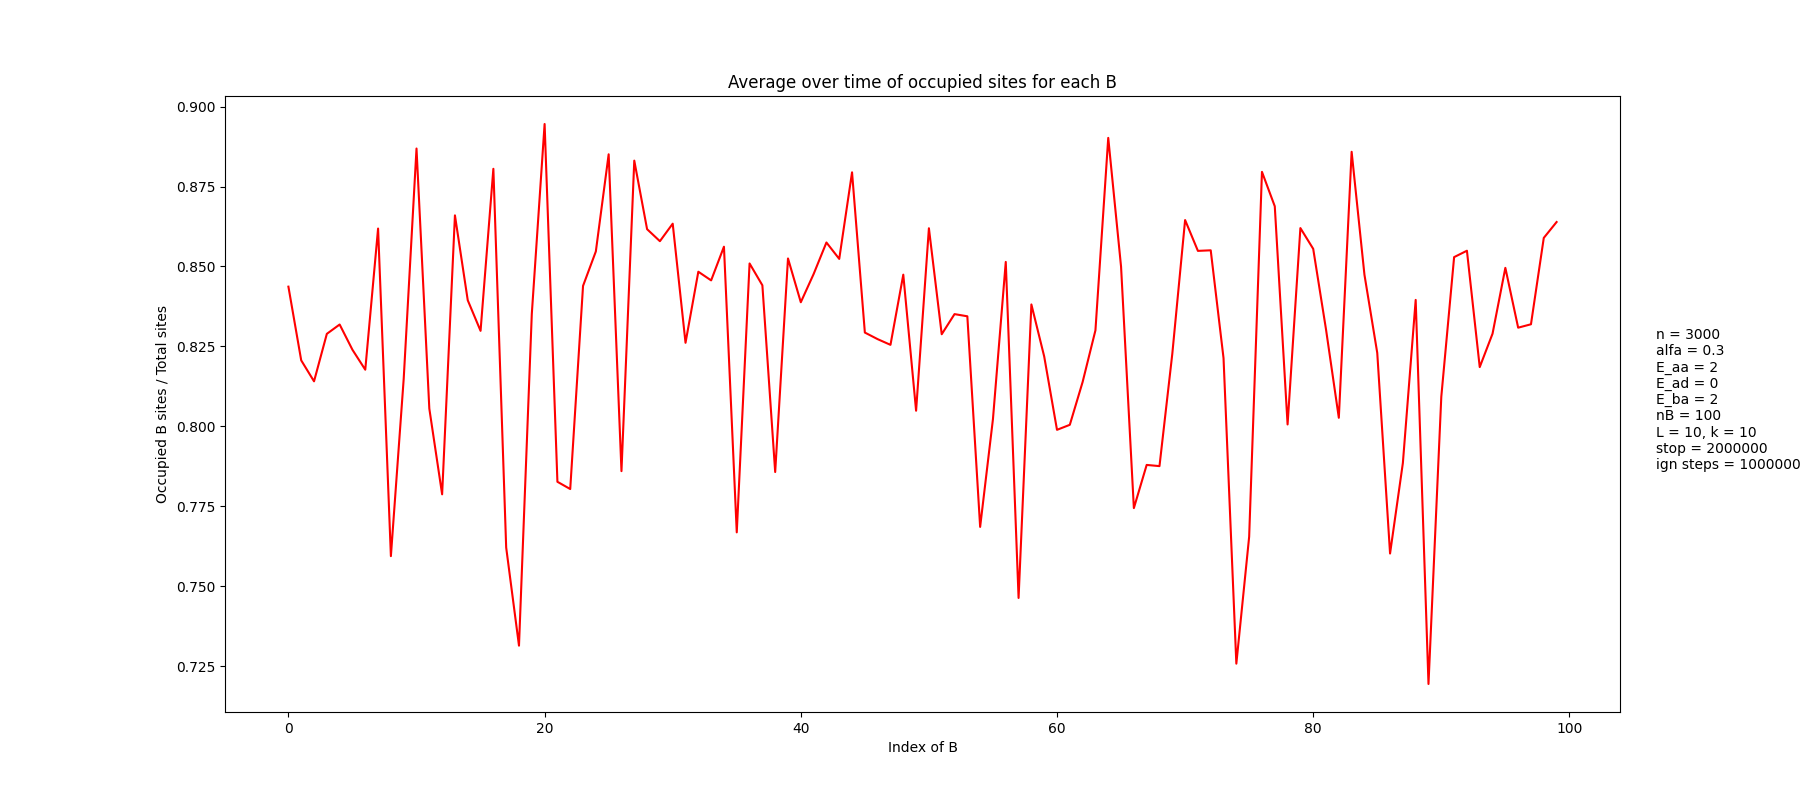 Average over time of occupied sites for each B
Occupied B sites / Total sites
0.900
0.875
0.850
0.825
0.800
0.775
0.750
0.725
0
20
40
60
80
100
Index of B
n = 3000
alfa = 0.3
E_aa = 2
E_ad = 0
E_ba = 2
nB = 100
L = 10, k = 10
stop = 2000000
ign steps = 1000000